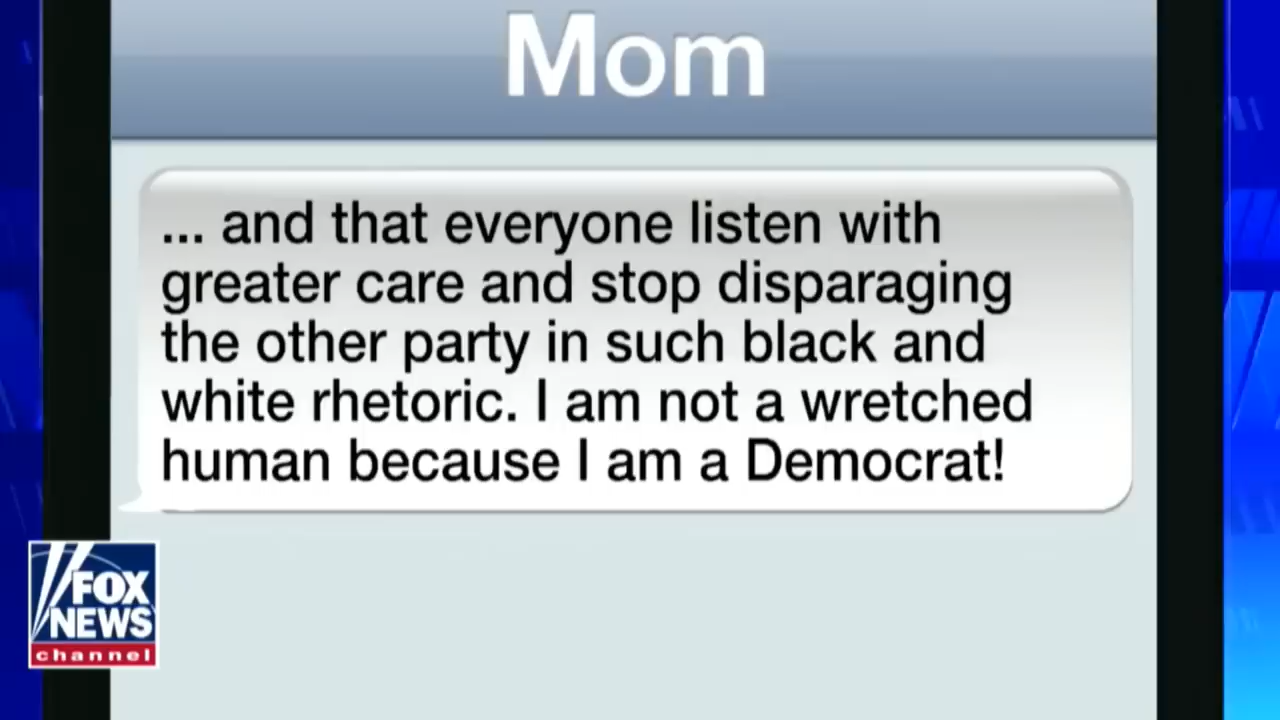 Mom
... and that everyone listen with
greater care and stop disparaging
the other party in such black and
white rhetoric. I am not a wretched
human because I am a Democrat!
FOX
NEWS
channel